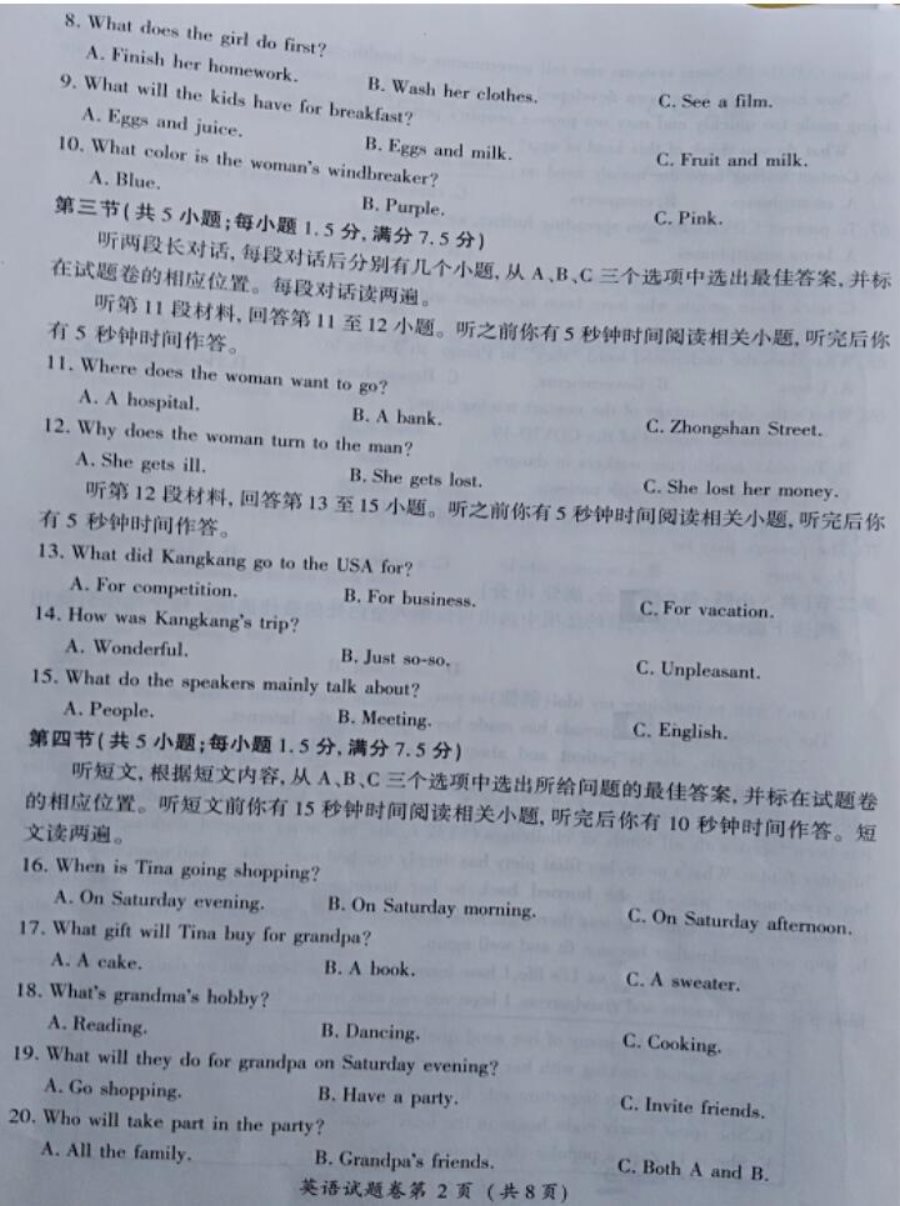 8. What does the girl do first?
A. Finish her homework. B. Wash her clothes. C. See a film.
9. What will the kids have for breakfast?
A. Eggs and juice. B. Eggs and milk. C. Fruit and milk.
10. What color is the woman's windbreaker?
A. Blue. B. Purple. C. Pink.
第三节(共5小题;每小题1.5分,满分7.5分)
听两段长对话,每段对话后分别有几个小题,从A、B、C三个选项中选出最佳答案,并标
在试题卷的相应位置。每段对话读两遍。
听第11段材料,回答第11至12小题。听之前你有5秒钟时间阅读相关小题,听完后你
有5秒钟时间作答。
11. Where does the woman want to go?
A. A hospital. B. A bank. C. Zhongshan Street.
12. Why does the woman turn to the man?
A. She gets ill. B. She gets lost. C. She lost her money.
听第12段材料,回答第13至15小题。听之前你有5秒钟时间阅读相关小题,听完后你
有5秒钟时间作答。
13. What did Kangkang go to the USA for?
A. For competition. B. For business. C. For vacation.
14. How was Kangkang's trip?
A. Wonderful. B. Just so-so. C. Unpleasant.
15. What do the speakers mainly talk about?
A. People. B. Meeting. C. English.
第四节(共5小题;每小题1.5分,满分7.5分)
听短文,根据短文内容,从A、B、C三个选项中选出所给问题的最佳答案,并标在试题卷
的相应位置。听短文前你有15秒钟时间阅读相关小题,听完后你有10秒钟时间作答。短
文读两遍。
16. When is Tina going shopping?
A. On Saturday evening. B. On Saturday morning. C. On Saturday afternoon.
17. What gift will Tina buy for grandpa?
A. A cake. B. A book. C. A sweater.
18. What's grandma's hobby?
A. Reading. B. Dancing. C. Cooking.
19. What will they do for grandpa on Saturday evening?
A. Go shopping. B. Have a party. C. Invite friends.
20. Who will take part in the party?
A. All the family. B. Grandpa's friends. C. Both A and B.
英语试题卷第2页(共8页)